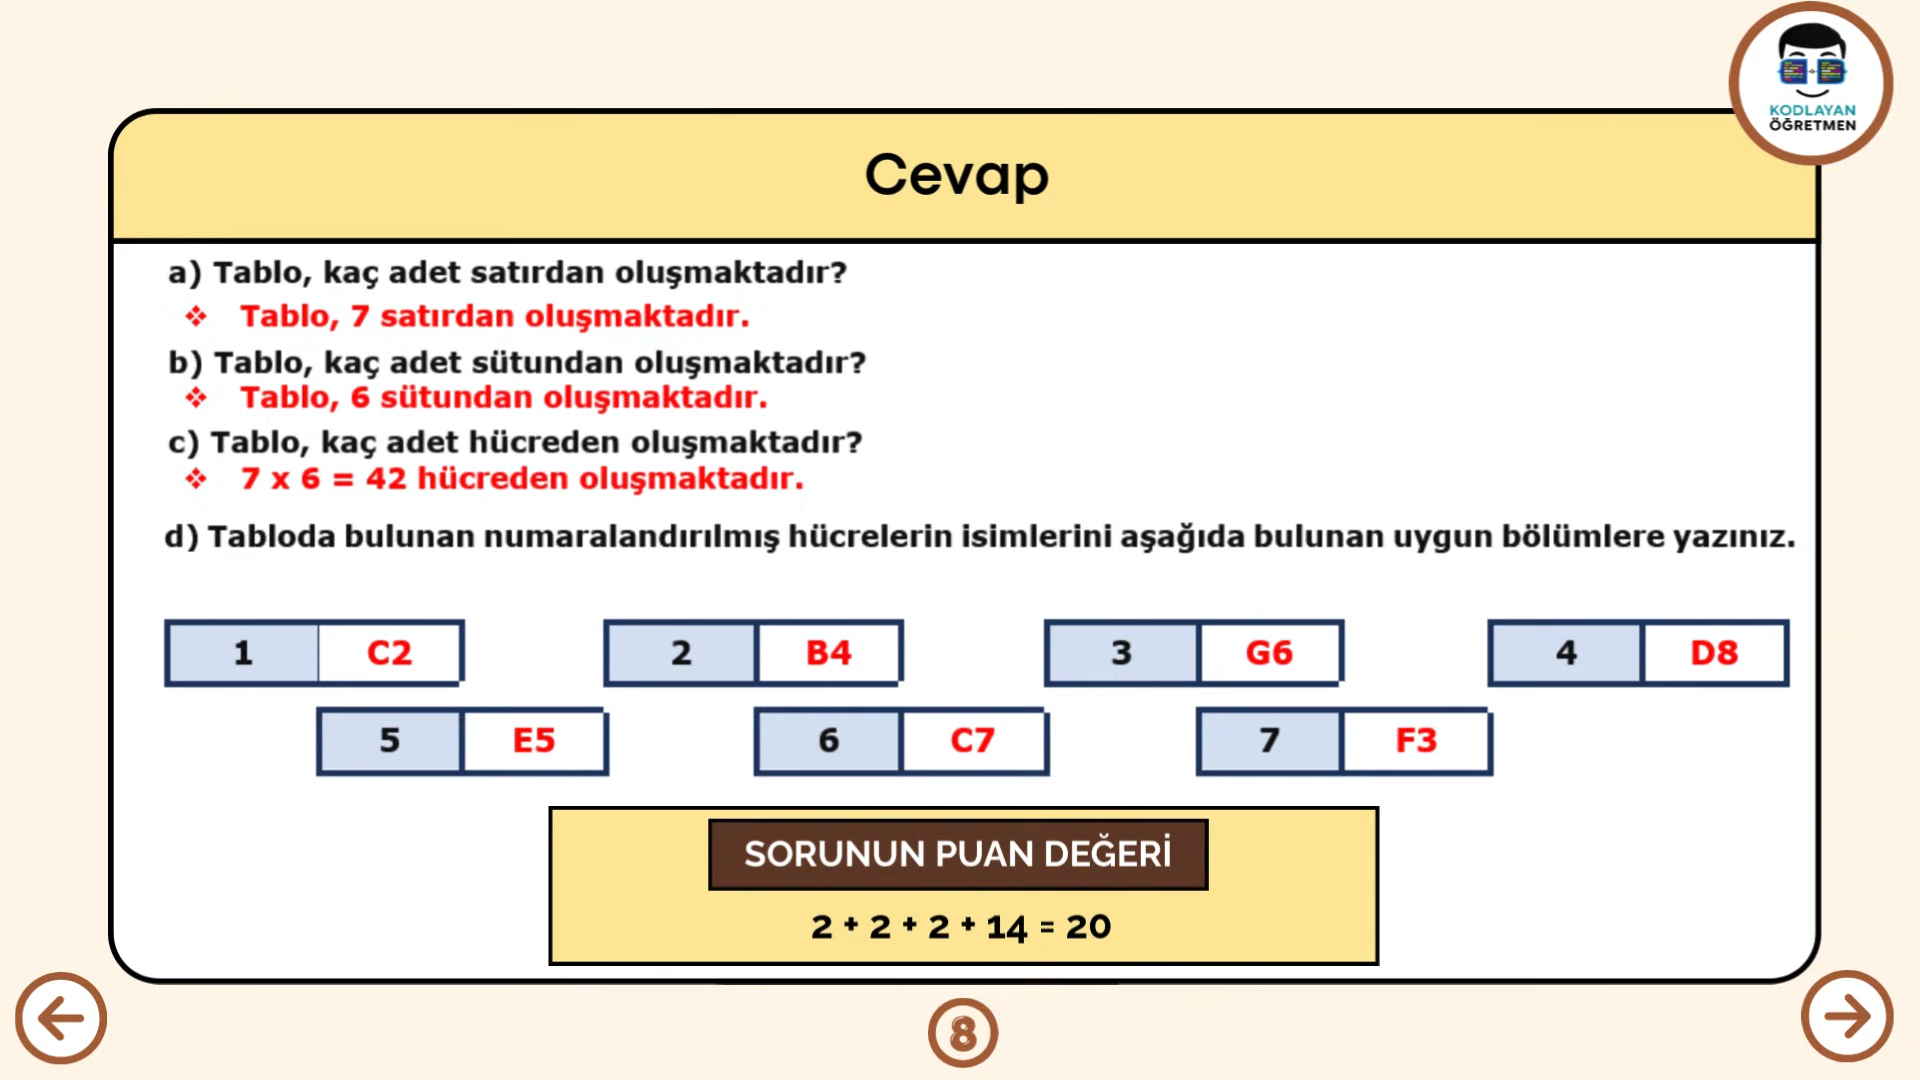 KODLAYAN
ÖĞRETMEN
Cevap
a) Tablo, kaç adet satırdan oluşmaktadır?
❖ Tablo, 7 satırdan oluşmaktadır.
b) Tablo, kaç adet sütundan oluşmaktadır?
❖ Tablo, 6 sütundan oluşmaktadır.
c) Tablo, kaç adet hücreden oluşmaktadır?
❖ 7 x 6 = 42 hücreden oluşmaktadır.
d) Tabloda bulunan numaralandırılmış hücrelerin isimlerini aşağıda bulunan uygun bölümlere yazınız.
1 C2 2 B4 3 G6 4 D8
5 E5 6 C7 7 F3
SORUNUN PUAN DEĞERİ
2 + 2 + 2 + 14 = 20
8